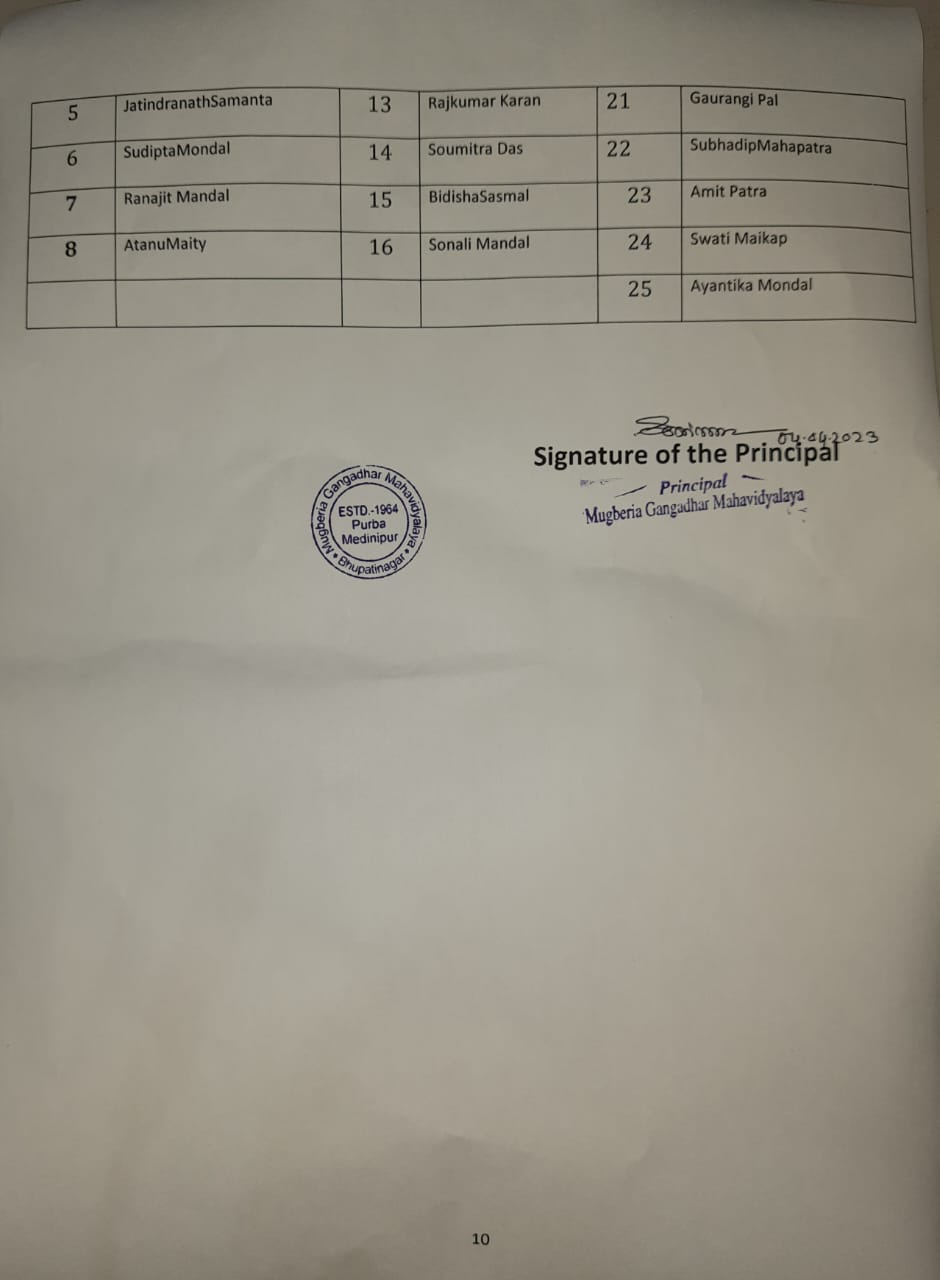 5 JatindranathSamanta 13 Rajkumar Karan 21 Gaurangi Pal
6 SudiptaMondal 14 Soumitra Das 22 SubhadipMahapatra
7 Ranajit Mandal 15 BidishaSasmal 23 Amit Patra
8 AtanuMaity 16 Sonali Mandal 24 Swati Maikap
25 Ayantika Mondal
04.04.2023
Signature of the Principal
Principal
Mugberia Gangadhar Mahavidyalaya
Mugberia Gangadhar Mahavidyalaya
ESTD.-1964
Purba
Medinipur
Bhupatinagar
10